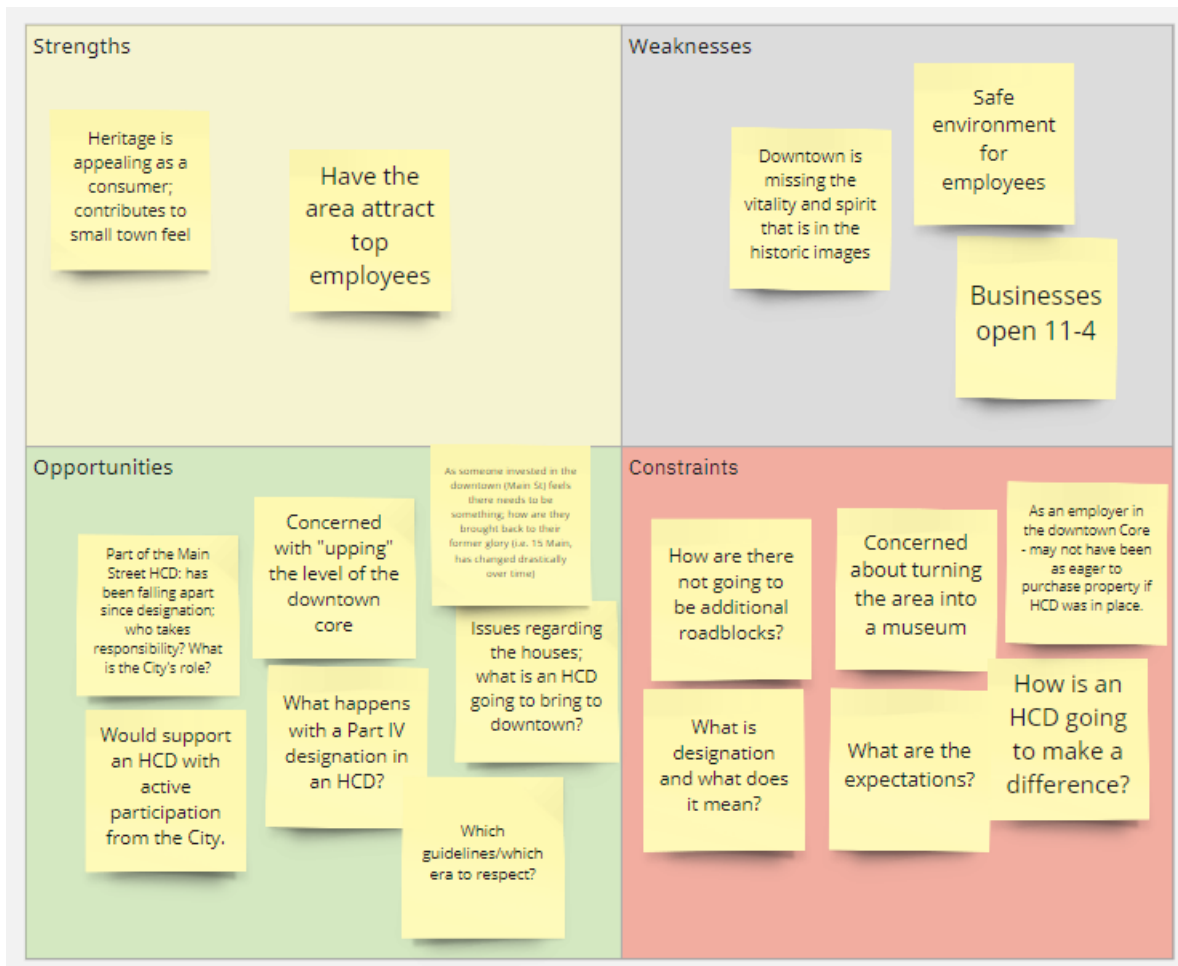 Strengths
Heritage is
appealing as a
consumer;
contributes to
small town feel
Have the
area attract
top
employees
Weaknesses
Downtown is
missing the
vitality and spirit
that is in the
historic images
Safe
environment
for
employees
Businesses
open 11-4
Opportunities
Part of the Main
Street HCD: has
been falling apart
since designation;
who takes
responsibility? What
is the City's role?
Concerned
with "upping"
the level of the
downtown
core
As someone invested in the
downtown (Main St) feels
there needs to be
something; how are they
brought back to their
former glory (i.e. 15 Main,
has changed drastically
over time)
Issues regarding
the houses;
what is an HCD
going to bring to
downtown?
Would support
an HCD with
active
participation
from the City.
What happens
with a Part IV
designation in
an HCD?
Which
guidelines/which
era to respect?
Constraints
How are there
not going to
be additional
roadblocks?
Concerned
about turning
the area into
a museum
As an employer in
the downtown Core
- may not have been
as eager to
purchase property if
HCD was in place.
What is
designation
and what does
it mean?
What are the
expectations?
How is an
HCD going
to make a
difference?